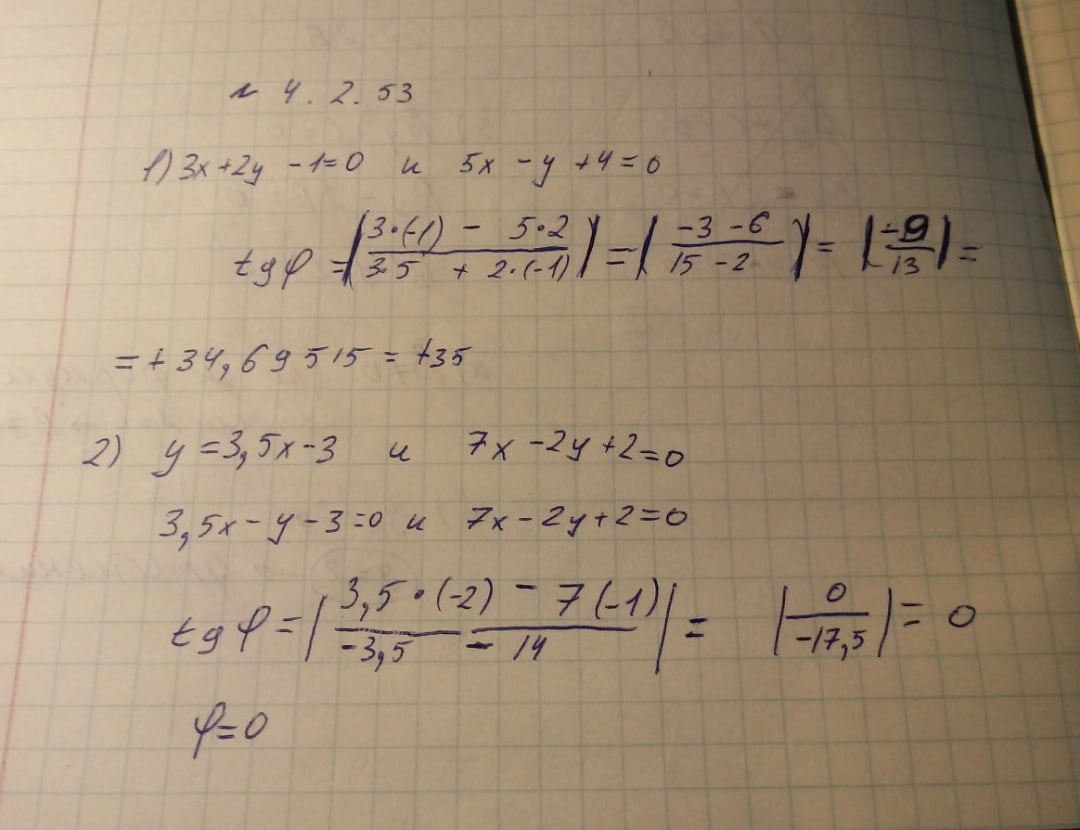 № 4. 2. 53
1) 3x+2y -1=0 и 5x - y +4=0
tgφ =|3·(-1) - 5·2 / 3·5 + 2·(-1)| = |-3 -6 / 15 -2| = |-9 / 13| =
= + 34,69515 = +35
2) y =3,5x-3 и 7x -2y +2=0
3,5x - y - 3=0 и 7x - 2y + 2=0
tgφ = |3,5·(-2) - 7(-1) / -3,5 - 14| = |0 / -17,5| = 0
φ=0